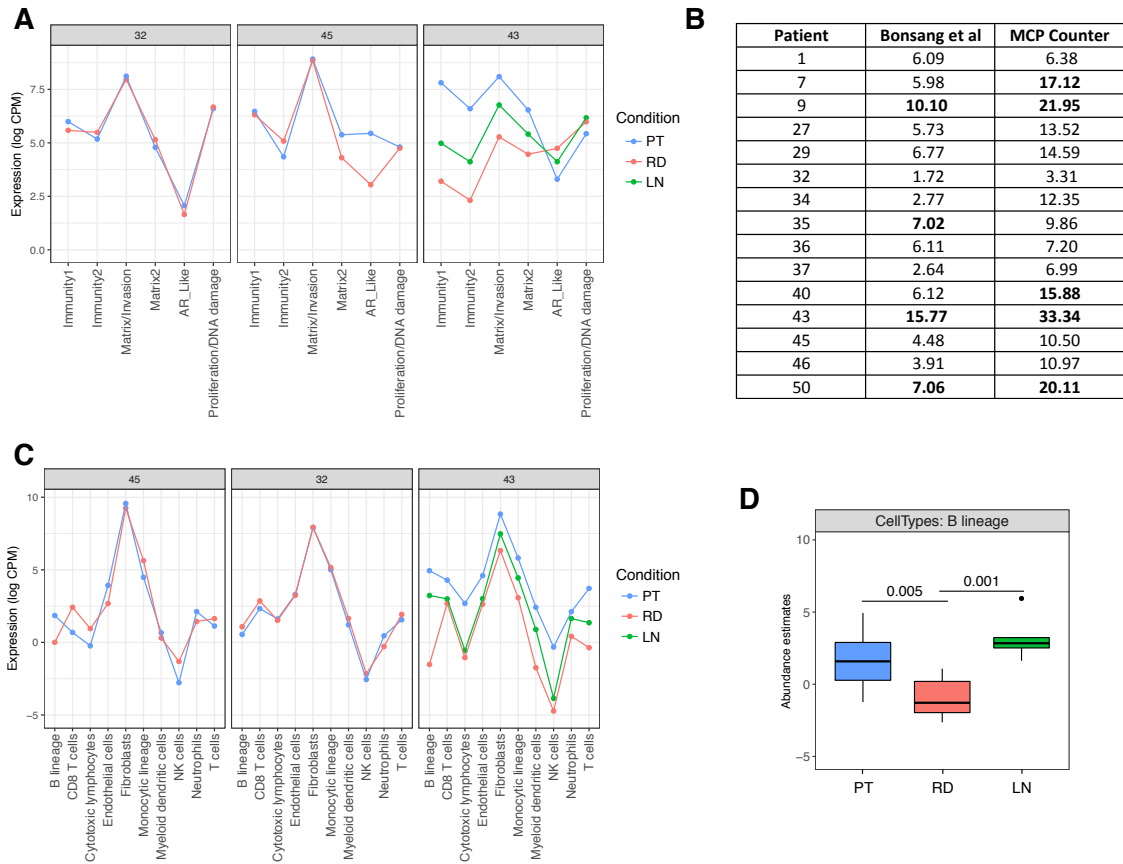 A
32 45 43
Expression (log CPM)
7.5
5.0
2.5
0.0
Immunity1
Immunity2
Matrix/Invasion
Matrix2
AR_Like
Proliferation/DNA damage
Immunity1
Immunity2
Matrix/Invasion
Matrix2
AR_Like
Proliferation/DNA damage
Immunity1
Immunity2
Matrix/Invasion
Matrix2
AR_Like
Proliferation/DNA damage
Condition
PT
RD
LN
B
Patient Bonsang et al MCP Counter
1 6.09 6.38
7 5.98 17.12
9 10.10 21.95
27 5.73 13.52
29 6.77 14.59
32 1.72 3.31
34 2.77 12.35
35 7.02 9.86
36 6.11 7.20
37 2.64 6.99
40 6.12 15.88
43 15.77 33.34
45 4.48 10.50
46 3.91 10.97
50 7.06 20.11
C
45 32 43
Expression (log CPM)
10
5
0
−5
B lineage
CD8 T cells
Cytotoxic lymphocytes
Endothelial cells
Fibroblasts
Monocytic lineage
Myeloid dendritic cells
NK cells
Neutrophils
T cells
B lineage
CD8 T cells
Cytotoxic lymphocytes
Endothelial cells
Fibroblasts
Monocytic lineage
Myeloid dendritic cells
NK cells
Neutrophils
T cells
B lineage
CD8 T cells
Cytotoxic lymphocytes
Endothelial cells
Fibroblasts
Monocytic lineage
Myeloid dendritic cells
NK cells
Neutrophils
T cells
Condition
PT
RD
LN
D
CellTypes: B lineage
Abundance estimates
10
5
0
−5
0.005
0.001
PT RD LN